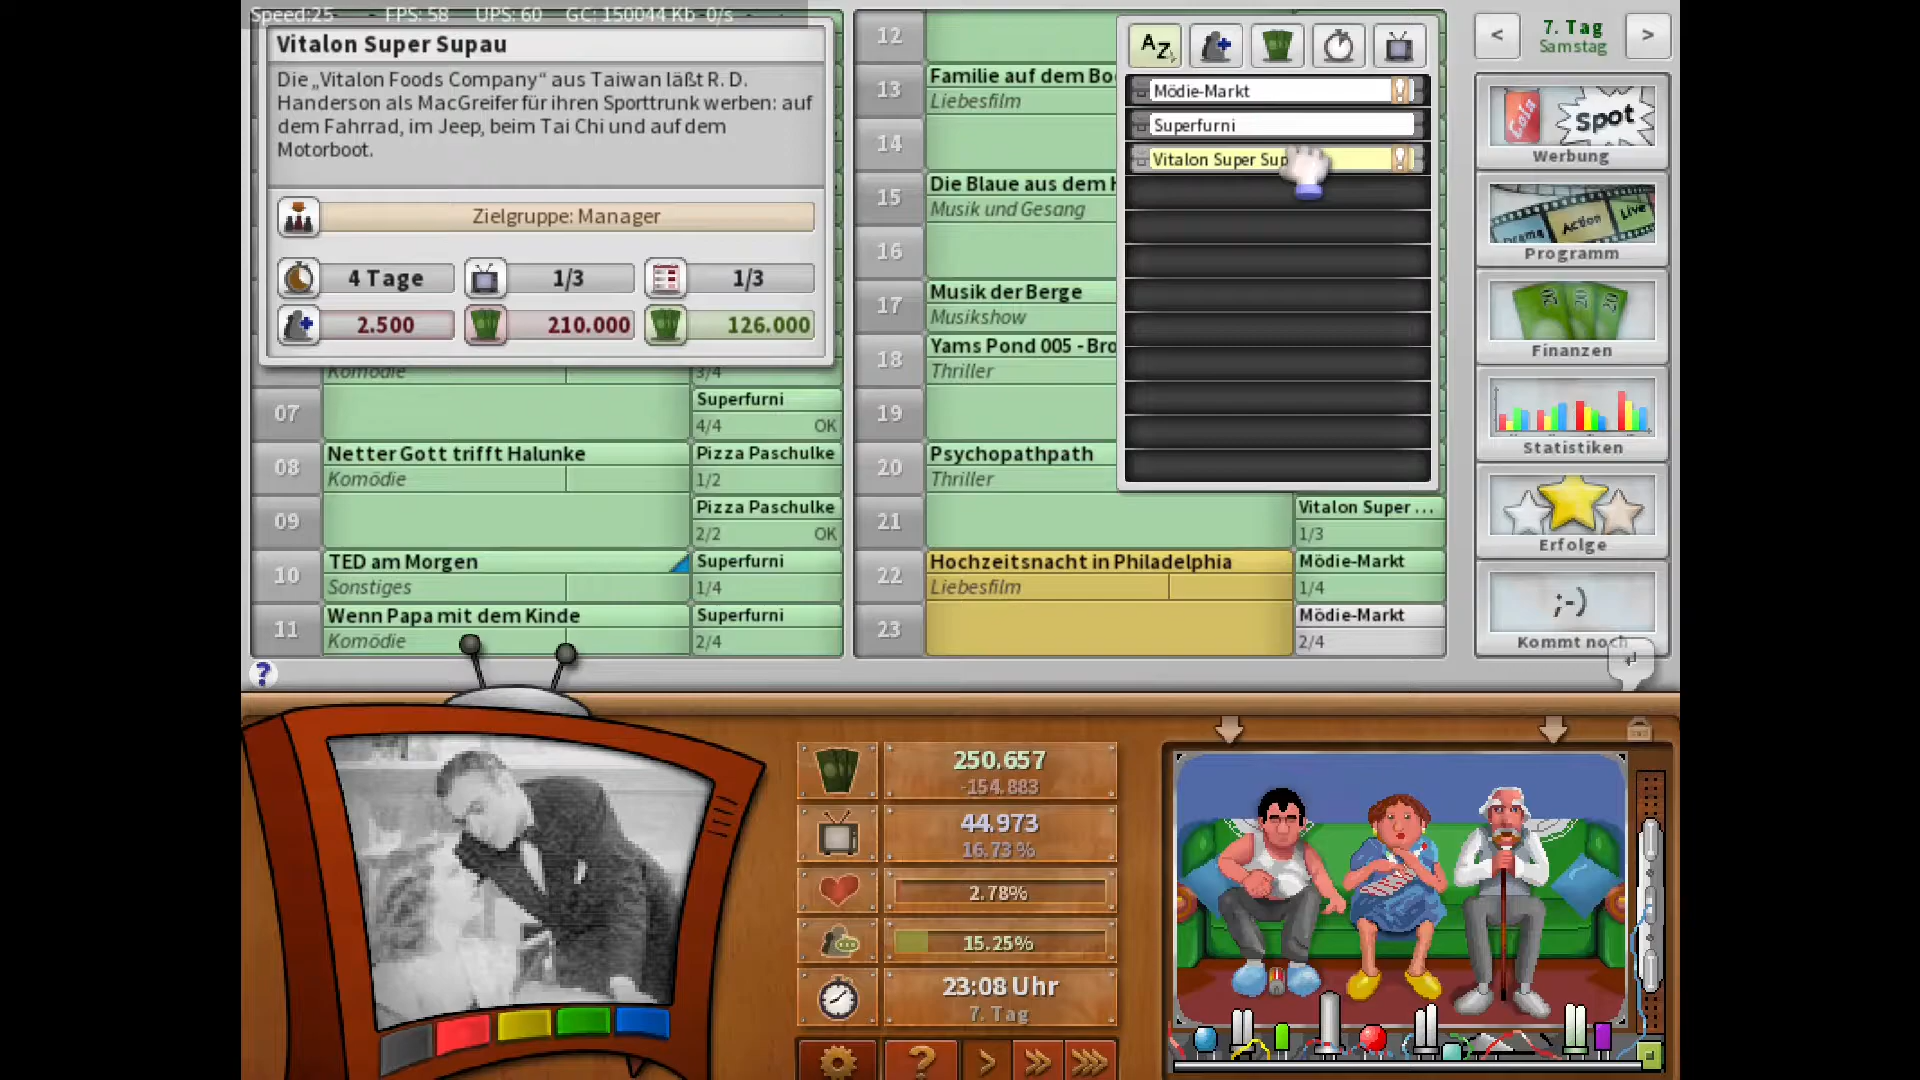 Speed:25 FPS: 58 UPS: 60 GC: 150044 Kb -0/s
Vitalon Super Supau
Die „Vitalon Foods Company“ aus Taiwan läßt R. D.
Handerson als MacGreifer für ihren Sporttrunk werben: auf
dem Fahrrad, im Jeep, beim Tai Chi und auf dem
Motorboot.
Zielgruppe: Manager
4 Tage
1/3
1/3
2.500
210.000
126.000
Komödie
3/4
07
Superfurni
4/4 OK
08
Netter Gott trifft Halunke
Komödie
Pizza Paschulke
1/2
09
Pizza Paschulke
2/2 OK
10
TED am Morgen
Sonstiges
Superfurni
1/4
11
Wenn Papa mit dem Kinde
Komödie
Superfurni
2/4
12
13
Familie auf dem Bo
Liebesfilm
14
15
Die Blaue aus dem
Musik und Gesang
16
17
Musik der Berge
Musikshow
18
Yams Pond 005 - Bro
Thriller
19
20
Psychopathpath
Thriller
21
Vitalon Super ...
1/3
22
Hochzeitsnacht in Philadelphia
Liebesfilm
Mödie-Markt
1/4
23
Mödie-Markt
2/4
AZ
Mödie-Markt
Superfurni
Vitalon Super Sup
<
7. Tag
Samstag
>
Cola
Spot
Werbung
Drama
Action
Live
Programm
20
20
20
Finanzen
Statistiken
Erfolge
;-)
Kommt noch
?
250.657
-154.883
44.973
16.73 %
2.78%
15.25%
23:08 Uhr
7. Tag
?